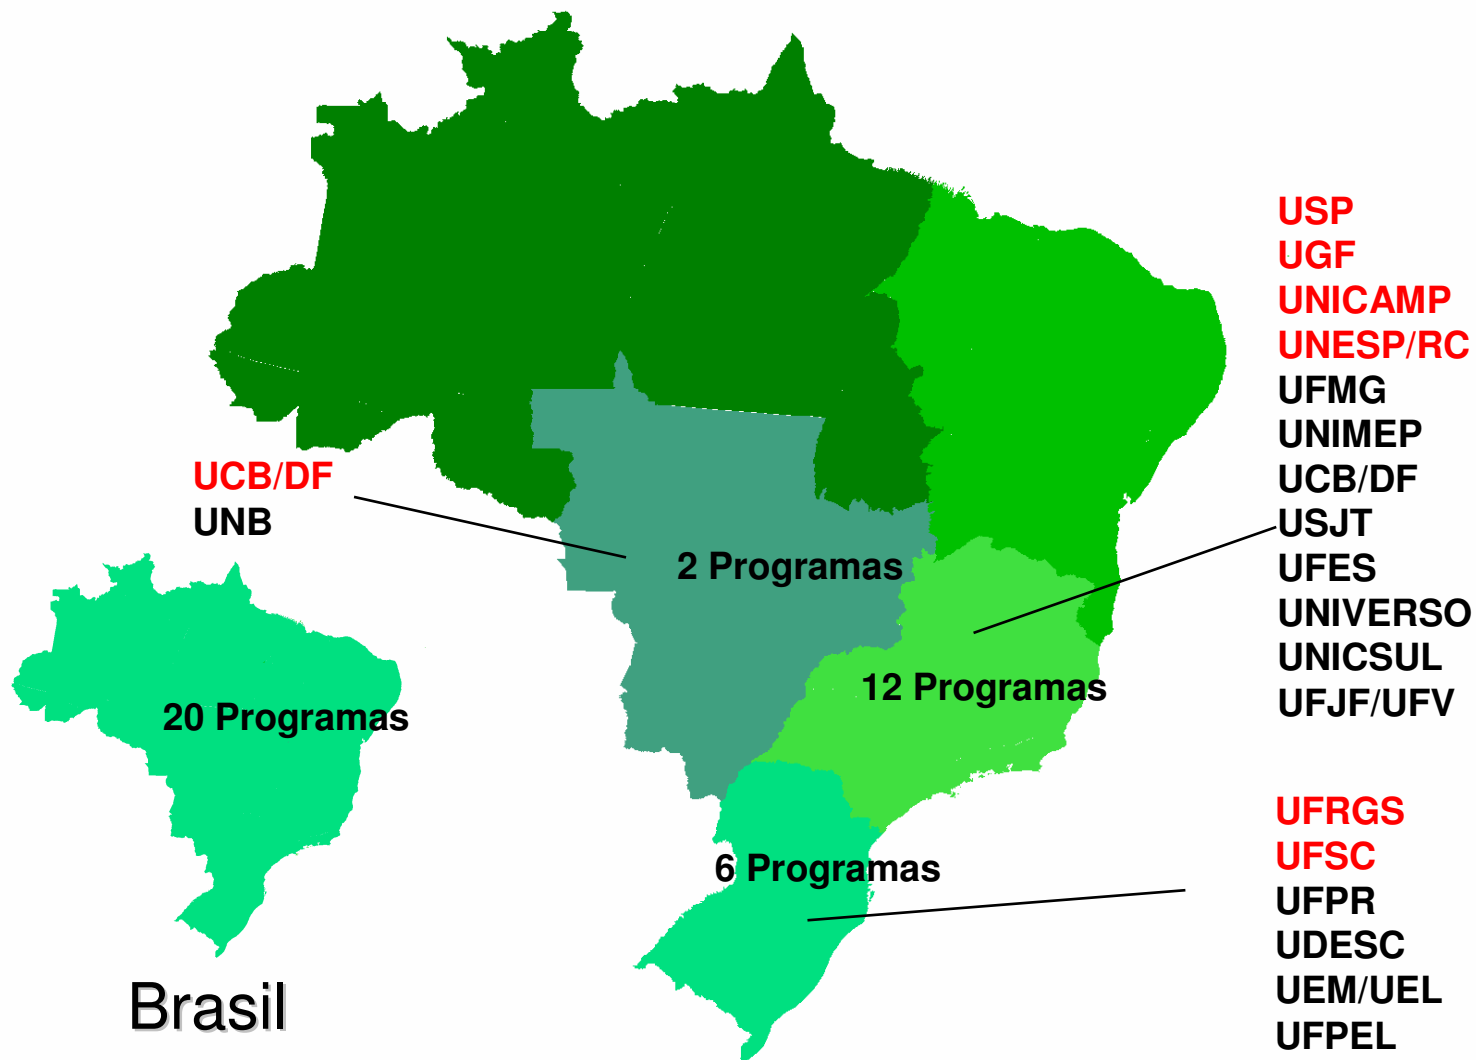 USP
UGF
UNICAMP
UNESP/RC
UFMG
UNIMEP
UCB/DF
USJT
UFES
UNIVERSO
UNICSUL
UFJF/UFV
UCB/DF
UNB
2 Programas
12 Programas
20 Programas
6 Programas
UFRGS
UFSC
UFPR
UDESC
UEM/UEL
UFPEL
Brasil